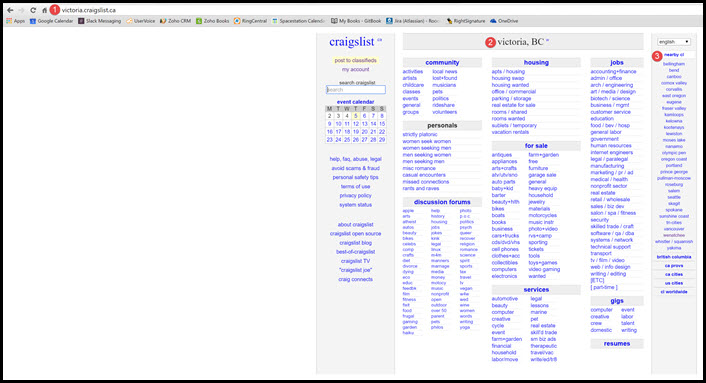 1 victoria.craigslist.ca
Apps Google Calendar Slack Messaging UserVoice Zoho CRM Zoho Books RingCentral Spacestation Calendar My Books - GitBook Jira (Atlassian) - Rocke RightSignature OneDrive
craigslist ca
post to classifieds
my account
search craigslist
search
event calendar
M T W T F S S
2 3 4 5 6 7 8
9 10 11 12 13 14 15
16 17 18 19 20 21 22
23 24 25 26 27 28 29
help, faq, abuse, legal
avoid scams & fraud
personal safety tips
terms of use
privacy policy
system status
about craigslist
craigslist open source
craigslist blog
best-of-craigslist
craigslist TV
"craigslist joe"
craig connects
2 victoria, BC
community
activities local news
artists lost+found
childcare musicians
classes pets
events politics
general rideshare
groups volunteers
personals
strictly platonic
women seek women
women seeking men
men seeking women
men seeking men
misc romance
casual encounters
missed connections
rants and raves
discussion forums
apple help photo
arts history p.o.c.
atheist housing politics
autos jobs psych
beauty jokes queer
bikes kink recover
celebs legal religion
comp linux romance
crafts m4m science
diet manners spirit
divorce marriage sports
dying media tax
eco money travel
educ motocy tv
feedbk music vegan
film nonprofit w4w
fitness open wed
fixit outdoor wine
food over 50 women
frugal parent words
gaming pets writing
garden philos yoga
haiku
housing
apts / housing
housing swap
housing wanted
office / commercial
parking / storage
real estate for sale
rooms / shared
rooms wanted
sublets / temporary
vacation rentals
for sale
antiques farm+garden
appliances free
arts+crafts furniture
atv/utv/sno garage sale
auto parts general
baby+kid heavy equip
barter household
beauty+hlth jewelry
bikes materials
boats motorcycles
books music instr
business photo+video
cars+trucks rvs+camp
cds/dvd/vhs sporting
cell phones tickets
clothes+acc tools
collectibles toys+games
computers video gaming
electronics wanted
services
automotive legal
beauty lessons
computer marine
creative pet
cycle real estate
event skill'd trade
farm+garden sm biz ads
financial therapeutic
household travel/vac
labor/move write/ed/tr8
jobs
accounting+finance
admin / office
arch / engineering
art / media / design
biotech / science
business / mgmt
customer service
education
food / bev / hosp
general labor
government
human resources
internet engineers
legal / paralegal
manufacturing
marketing / pr / ad
medical / health
nonprofit sector
real estate
retail / wholesale
sales / biz dev
salon / spa / fitness
security
skilled trade / craft
software / qa / dba
systems / network
technical support
transport
tv / film / video
web / info design
writing / editing
[ETC]
[ part-time ]
gigs
computer event
creative labor
crew talent
domestic writing
resumes
english
3 nearby cl
bellingham
bend
cariboo
comox valley
corvallis
east oregon
eugene
fraser valley
kamloops
kelowna
kootenays
lewiston
moses lake
nanaimo
olympic pen
oregon coast
portland
prince george
pullman-moscow
roseburg
salem
seattle
skagit
spokane
sunshine coast
tri-cities
vancouver
wenatchee
whistler / squamish
yakima
british columbia
ca provs
ca cities
us cities
cl worldwide